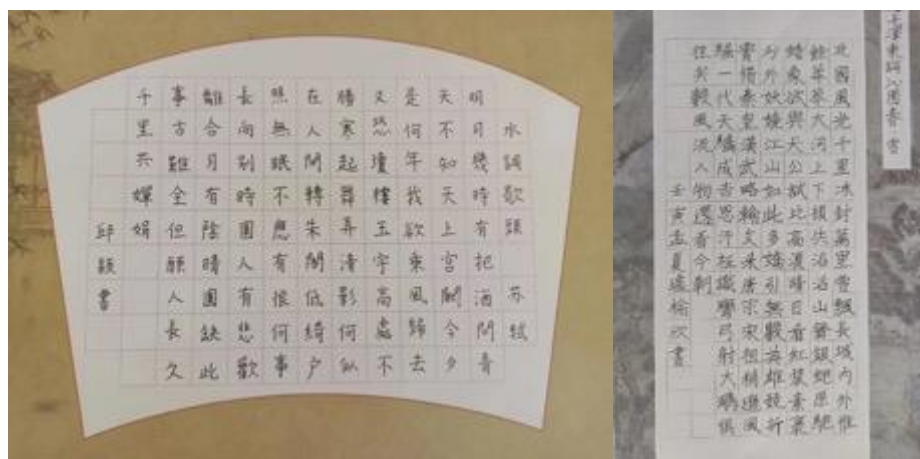 水調歌頭 苏軾
明月幾時有把酒問青
天不知天上宮闕今夕
是何年我欲乘風歸去
又恐瓊樓玉宇高處不
勝寒起舞弄清影何似
在人間轉朱閣低綺户
照無眠不應有恨何事
長向別時圓人有悲歡
離合月有陰晴圓缺此
事古難全但願人長久
千里共嬋娟
邱書
毛澤東詞沁園春 雪
北國風光千里冰封萬里雪飄長城內外惟
餘莽莽大河上下頓失滔滔山舞銀蛇原馳
蠟象欲與天公試比高須晴日看紅裝素裹
分外妖嬈江山如此多嬌引無數英雄競折
腰惜秦皇漢武略輸文采唐宗宋祖稍遜風
騷一代天驕成吉思汗祇識彎弓射大鵰俱
往矣數風流人物還看今朝
壬寅孟夏書